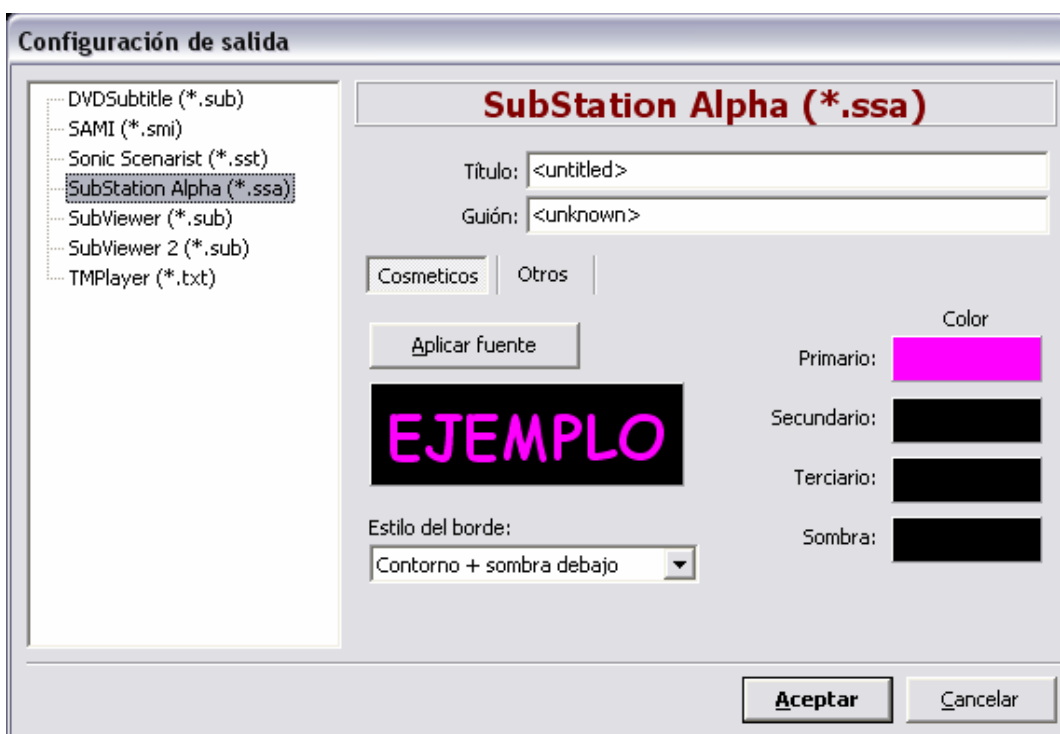 Configuración de salida
DVDSubtitle (*.sub)
SAMI (*.smi)
Sonic Scenarist (*.sst)
SubStation Alpha (*.ssa)
SubViewer (*.sub)
SubViewer 2 (*.sub)
TMPlayer (*.txt)
SubStation Alpha (*.ssa)
Título: <untitled>
Guión: <unknown>
Cosmeticos Otros
Aplicar fuente
EJEMPLO
Estilo del borde:
Contorno + sombra debajo
Color
Primario:
Secundario:
Terciario:
Sombra:
Aceptar Cancelar